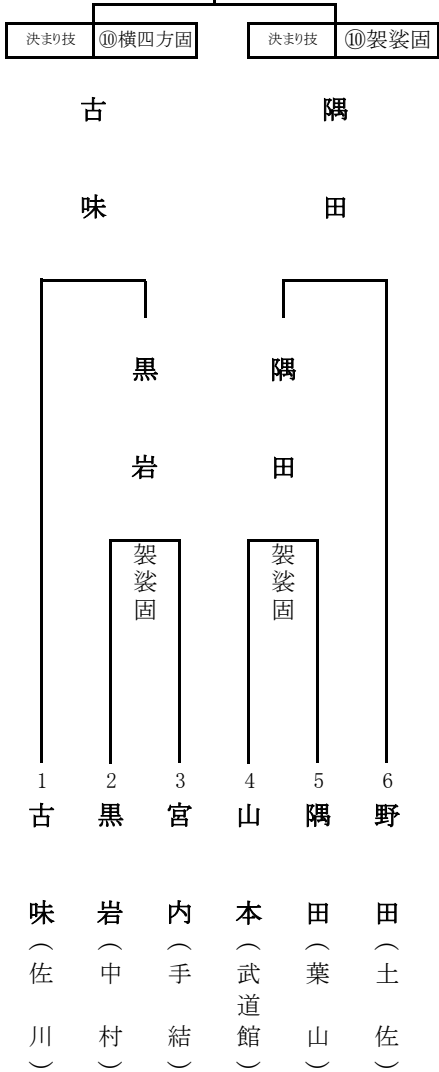 決まり技 ⑩横四方固 決まり技 ⑩袈裟固
古味 隅田
黒岩 隅田
袈裟固 袈裟固
1 2 3 4 5 6
古味(佐川)
黒岩(中村)
宮内(手結)
山本(武道館)
隅田(葉山)
野田(土佐)